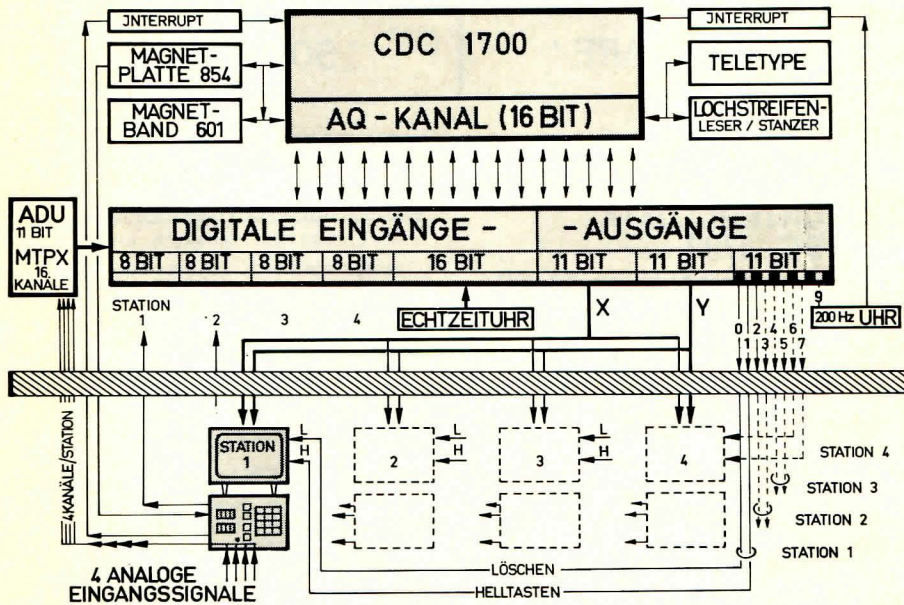 JNTERRUPT
CDC 1700
JNTERRUPT
MAGNET-
PLATTE 854
TELETYPE
MAGNET-
BAND 601
AQ - KANAL (16 BIT)
LOCHSTREIFEN-
LESER / STANZER
ADU
11 BIT
MTPX
16.
KANÄLE
DIGITALE EINGÄNGE - -AUSGÄNGE
8 BIT 8 BIT 8 BIT 8 BIT 16 BIT 11 BIT 11 BIT 11 BIT
STATION
1 2 3 4
ECHTZEITUHR
X Y
0 1 2 3 4 5 6 7
9
200 Hz UHR
4 KANÄLE/STATION
STATION
1
L
H
2
L
H
3
L
H
4
STATION 4
STATION 3
STATION 2
STATION 1
4 ANALOGE
EINGANGSSIGNALE
LÖSCHEN
HELLTASTEN